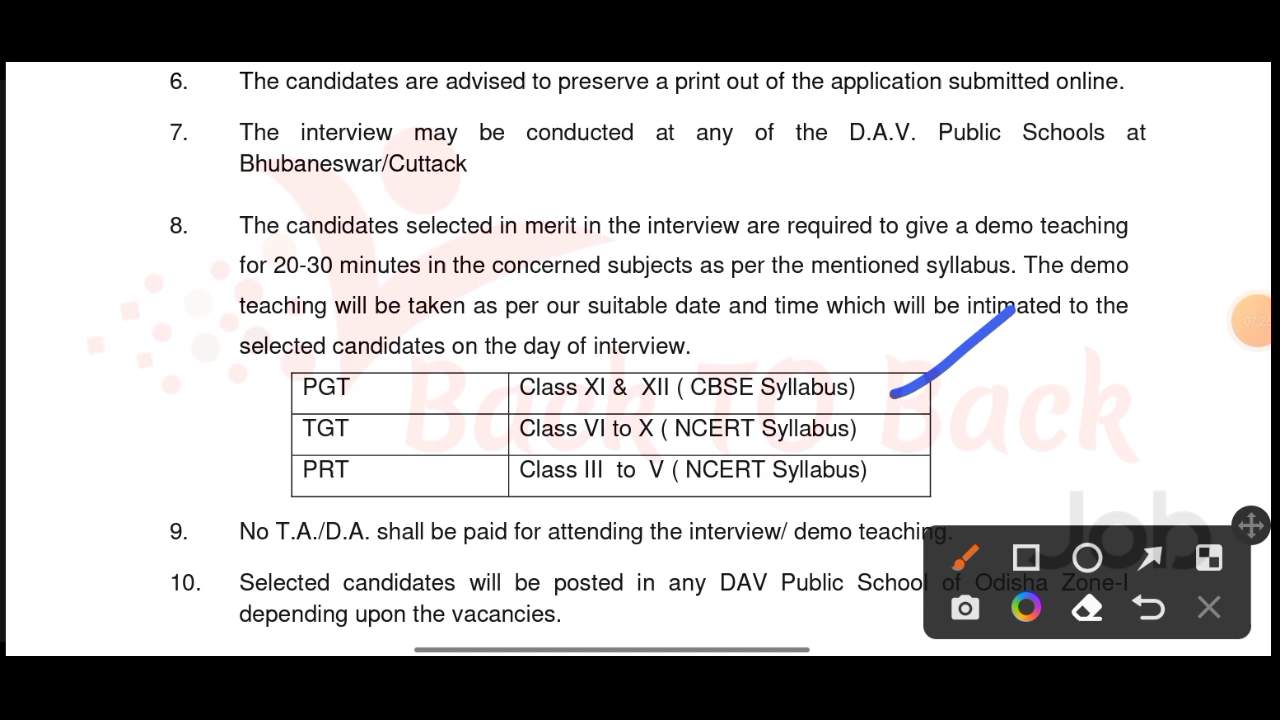 6. The candidates are advised to preserve a print out of the application submitted online.
7. The interview may be conducted at any of the D.A.V. Public Schools at
Bhubaneswar/Cuttack
8. The candidates selected in merit in the interview are required to give a demo teaching
for 20-30 minutes in the concerned subjects as per the mentioned syllabus. The demo
teaching will be taken as per our suitable date and time which will be intimated to the
selected candidates on the day of interview.
PGT Class XI & XII ( CBSE Syllabus)
TGT Class VI to X ( NCERT Syllabus)
PRT Class III to V ( NCERT Syllabus)
Back TO Back
Job
9. No T.A./D.A. shall be paid for attending the interview/ demo teaching.
10. Selected candidates will be posted in any DAV Public School of Odisha Zone-I
depending upon the vacancies.